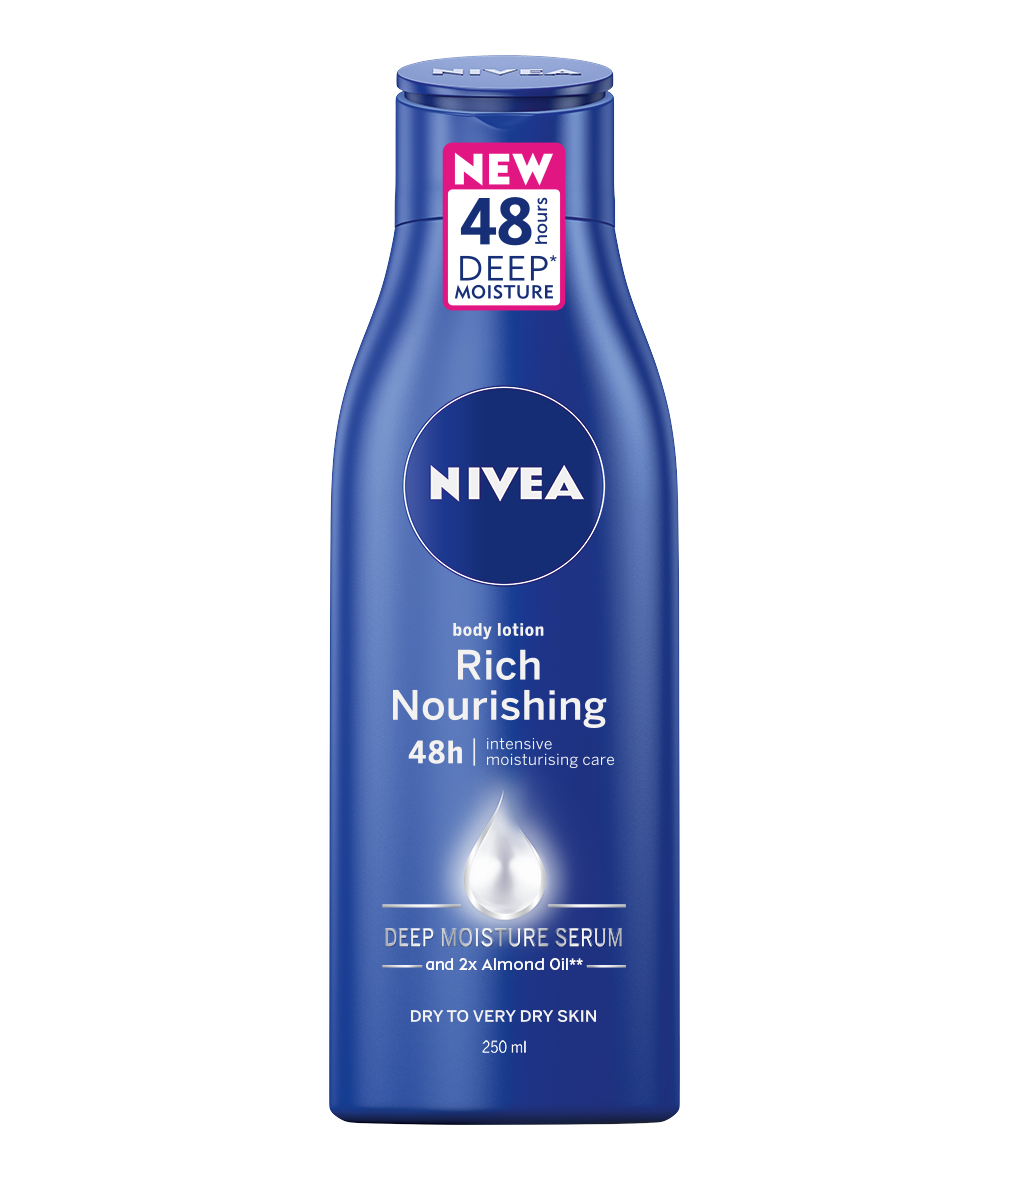 NIVEA
NEW
48 hours
DEEP*
MOISTURE
NIVEA
body lotion
Rich
Nourishing
48h | intensive
moisturising care
DEEP MOISTURE SERUM
and 2x Almond Oil**
DRY TO VERY DRY SKIN
250 ml